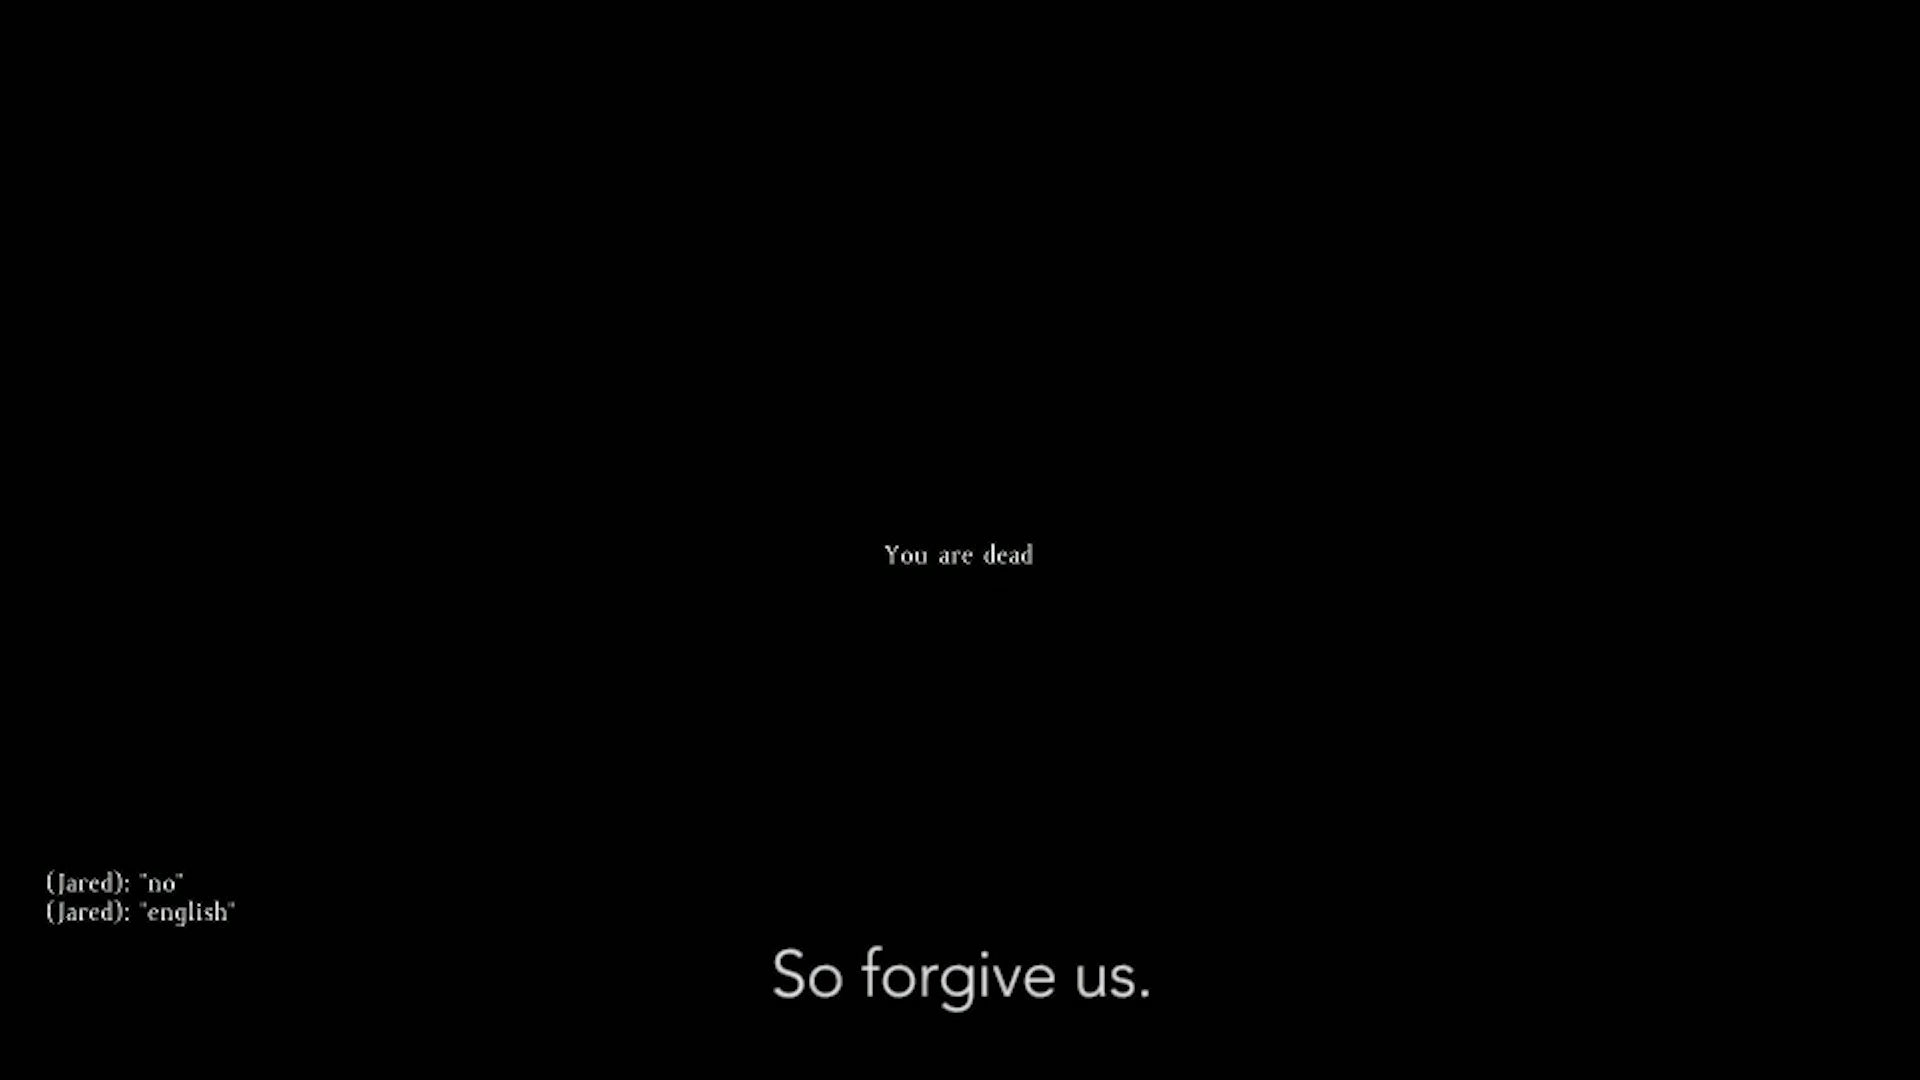 You are dead
(Jared): "no"
(Jared): "english"
So forgive us.